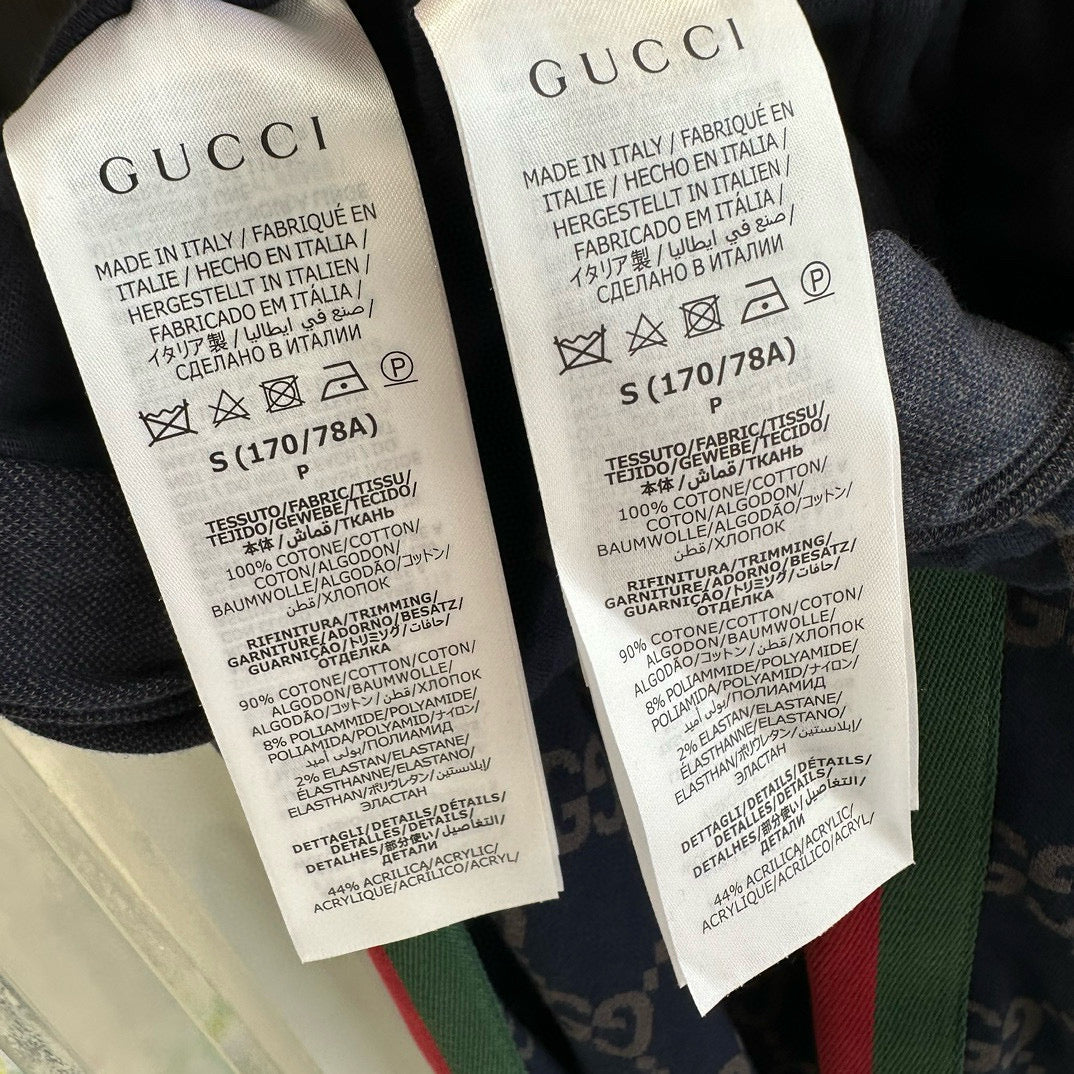 GUCCI
MADE IN ITALY / FABRIQUÉ EN
ITALIE / HECHO EN ITALIA /
HERGESTELLT IN ITALIEN /
FABRICADO EM ITÁLIA /
イタリア製 / صنع في ايطاليا /
СДЕЛАНО В ИТАЛИИ
P
S (170/78A)
P
TESSUTO/FABRIC/TISSU/
TEJIDO/GEWEBE/TECIDO/
本体/قماش/ТКАНЬ
100% COTONE/COTTON/
COTON/ALGODON/
BAUMWOLLE/ALGODÃO/コットン/
قطن/ХЛОПОК
RIFINITURA/TRIMMING/
GARNITURE/ADORNO/BESATZ/
GUARNIÇÃO/トリミング/حافات/
ОТДЕЛКА
90% COTONE/COTTON/COTON/
ALGODON/BAUMWOLLE/
ALGODÃO/コットン/قطن/ХЛОПОК
8% POLIAMMIDE/POLYAMIDE/
POLIAMIDA/POLYAMID/ナイロン/
بولي أميد/ПОЛИАМИД
2% ELASTAN/ELASTANE/
ÉLASTHANNE/ELASTANO/
ELASTHAN/ポリウレタン/إيلاستين/
ЭЛАСТАН
DETTAGLI/DETAILS/DÉTAILS/
DETALLES/DETAILS/
DETALHES/部分使い/التفاصيل/
ДЕТАЛИ
44% ACRILICA/ACRYLIC/
ACRYLIQUE/ACRÍLICO/ACRYL/
GUCCI
MADE IN ITALY / FABRIQUÉ EN
ITALIE / HECHO EN ITALIA /
HERGESTELLT IN ITALIEN /
FABRICADO EM ITÁLIA /
イタリア製 / صنع في ايطاليا /
СДЕЛАНО В ИТАЛИИ
P
S (170/78A)
P
TESSUTO/FABRIC/TISSU/
TEJIDO/GEWEBE/TECIDO/
本体/قماش/ТКАНЬ
100% COTONE/COTTON/
COTON/ALGODON/
BAUMWOLLE/ALGODÃO/コットン/
قطن/ХЛОПОК
RIFINITURA/TRIMMING/
GARNITURE/ADORNO/BESATZ/
GUARNIÇÃO/トリミング/حافات/
ОТДЕЛКА
90% COTONE/COTTON/COTON/
ALGODON/BAUMWOLLE/
ALGODÃO/コットン/قطن/ХЛОПОК
8% POLIAMMIDE/POLYAMIDE/
POLIAMIDA/POLYAMID/ナイロン/
بولي أميد/ПОЛИАМИД
2% ELASTAN/ELASTANE/
ÉLASTHANNE/ELASTANO/
ELASTHAN/ポリウレタン/إيلاستين/
ЭЛАСТАН
DETTAGLI/DETAILS/DÉTAILS/
DETALLES/DETAILS/
DETALHES/部分使い/التفاصيل/
ДЕТАЛИ
44% ACRILICA/ACRYLIC/
ACRYLIQUE/ACRÍLICO/ACRYL/